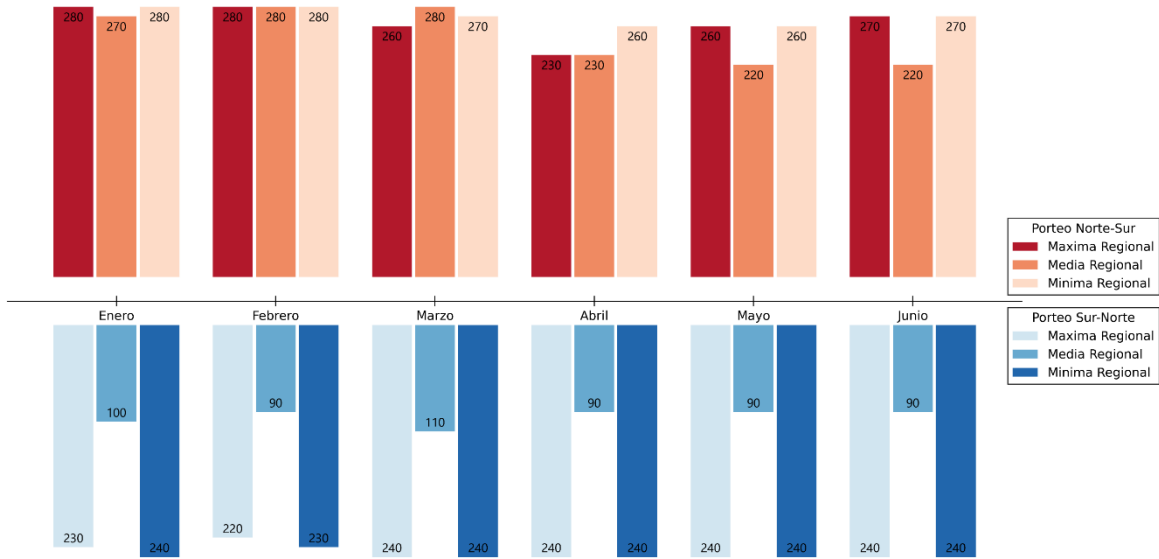 280 270 280 280 280 280 260 280 270 230 230 260 260 220 260 270 220 270
Porteo Norte-Sur
Maxima Regional
Media Regional
Minima Regional
Enero Febrero Marzo Abril Mayo Junio
Porteo Sur-Norte
Maxima Regional
Media Regional
Minima Regional
230 100 240 220 90 230 240 110 240 240 90 240 240 90 240 240 90 240